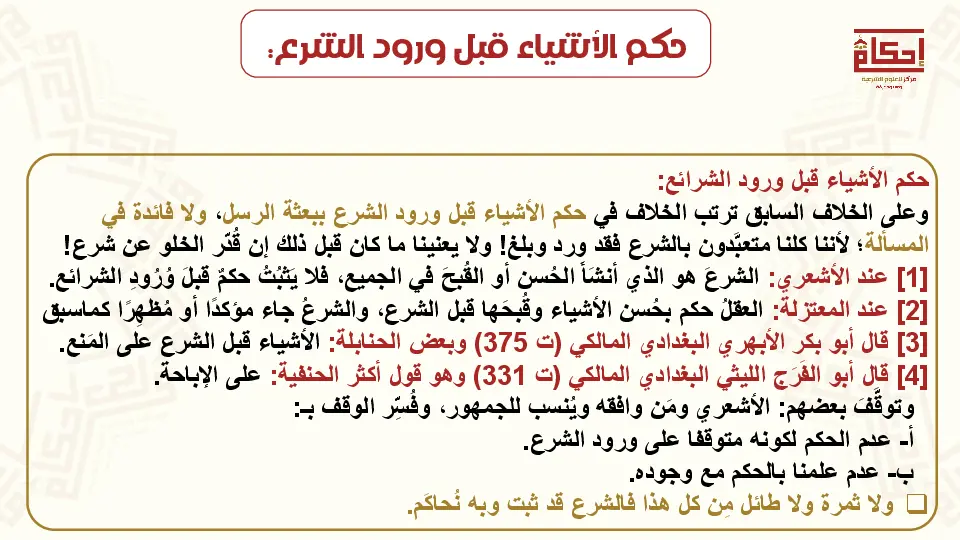 حكم الأشياء قبل ورود الشرع:
إحكام
مركز للعلوم الشرعية
حكم الأشياء قبل ورود الشرائع:
وعلى الخلاف السابق ترتب الخلاف في حكم الأشياء قبل ورود الشرع ببعثة الرسل، ولا فائدة في
المسألة؛ لأننا كلنا متعبَّدون بالشرع فقد ورد وبلغ! ولا يعنينا ما كان قبل ذلك إن قُدّر الخلو عن شرع!
[1] عند الأشعري: الشرعَ هو الذي أنشَأَ الحُسن أو القُبحَ في الجميع، فلا يَثْبُتُ حكمٌ قبلَ وُرُودِ الشرائع.
[2] عند المعتزلة: العقلُ حكم بحُسن الأشياء وقُبحَها قبل الشرع، والشرعُ جاء مؤكدًا أو مُظهِرًا كماسبق
[3] قال أبو بكر الأبهري البغدادي المالكي (ت 375) وبعض الحنابلة: الأشياء قبل الشرع على المَنع.
[4] قال أبو الفَرَج الليثي البغدادي المالكي (ت 331) وهو قول أكثر الحنفية: على الإباحة.
وتوقَّفَ بعضهم: الأشعري ومَن وافقه ويُنسب للجمهور، وفُسِّر الوقف بـ:
أ- عدم الحكم لكونه متوقفا على ورود الشرع.
ب- عدم علمنا بالحكم مع وجوده.
❑ ولا ثمرة ولا طائل مِن كل هذا فالشرع قد ثبت وبه نُحاكَم.